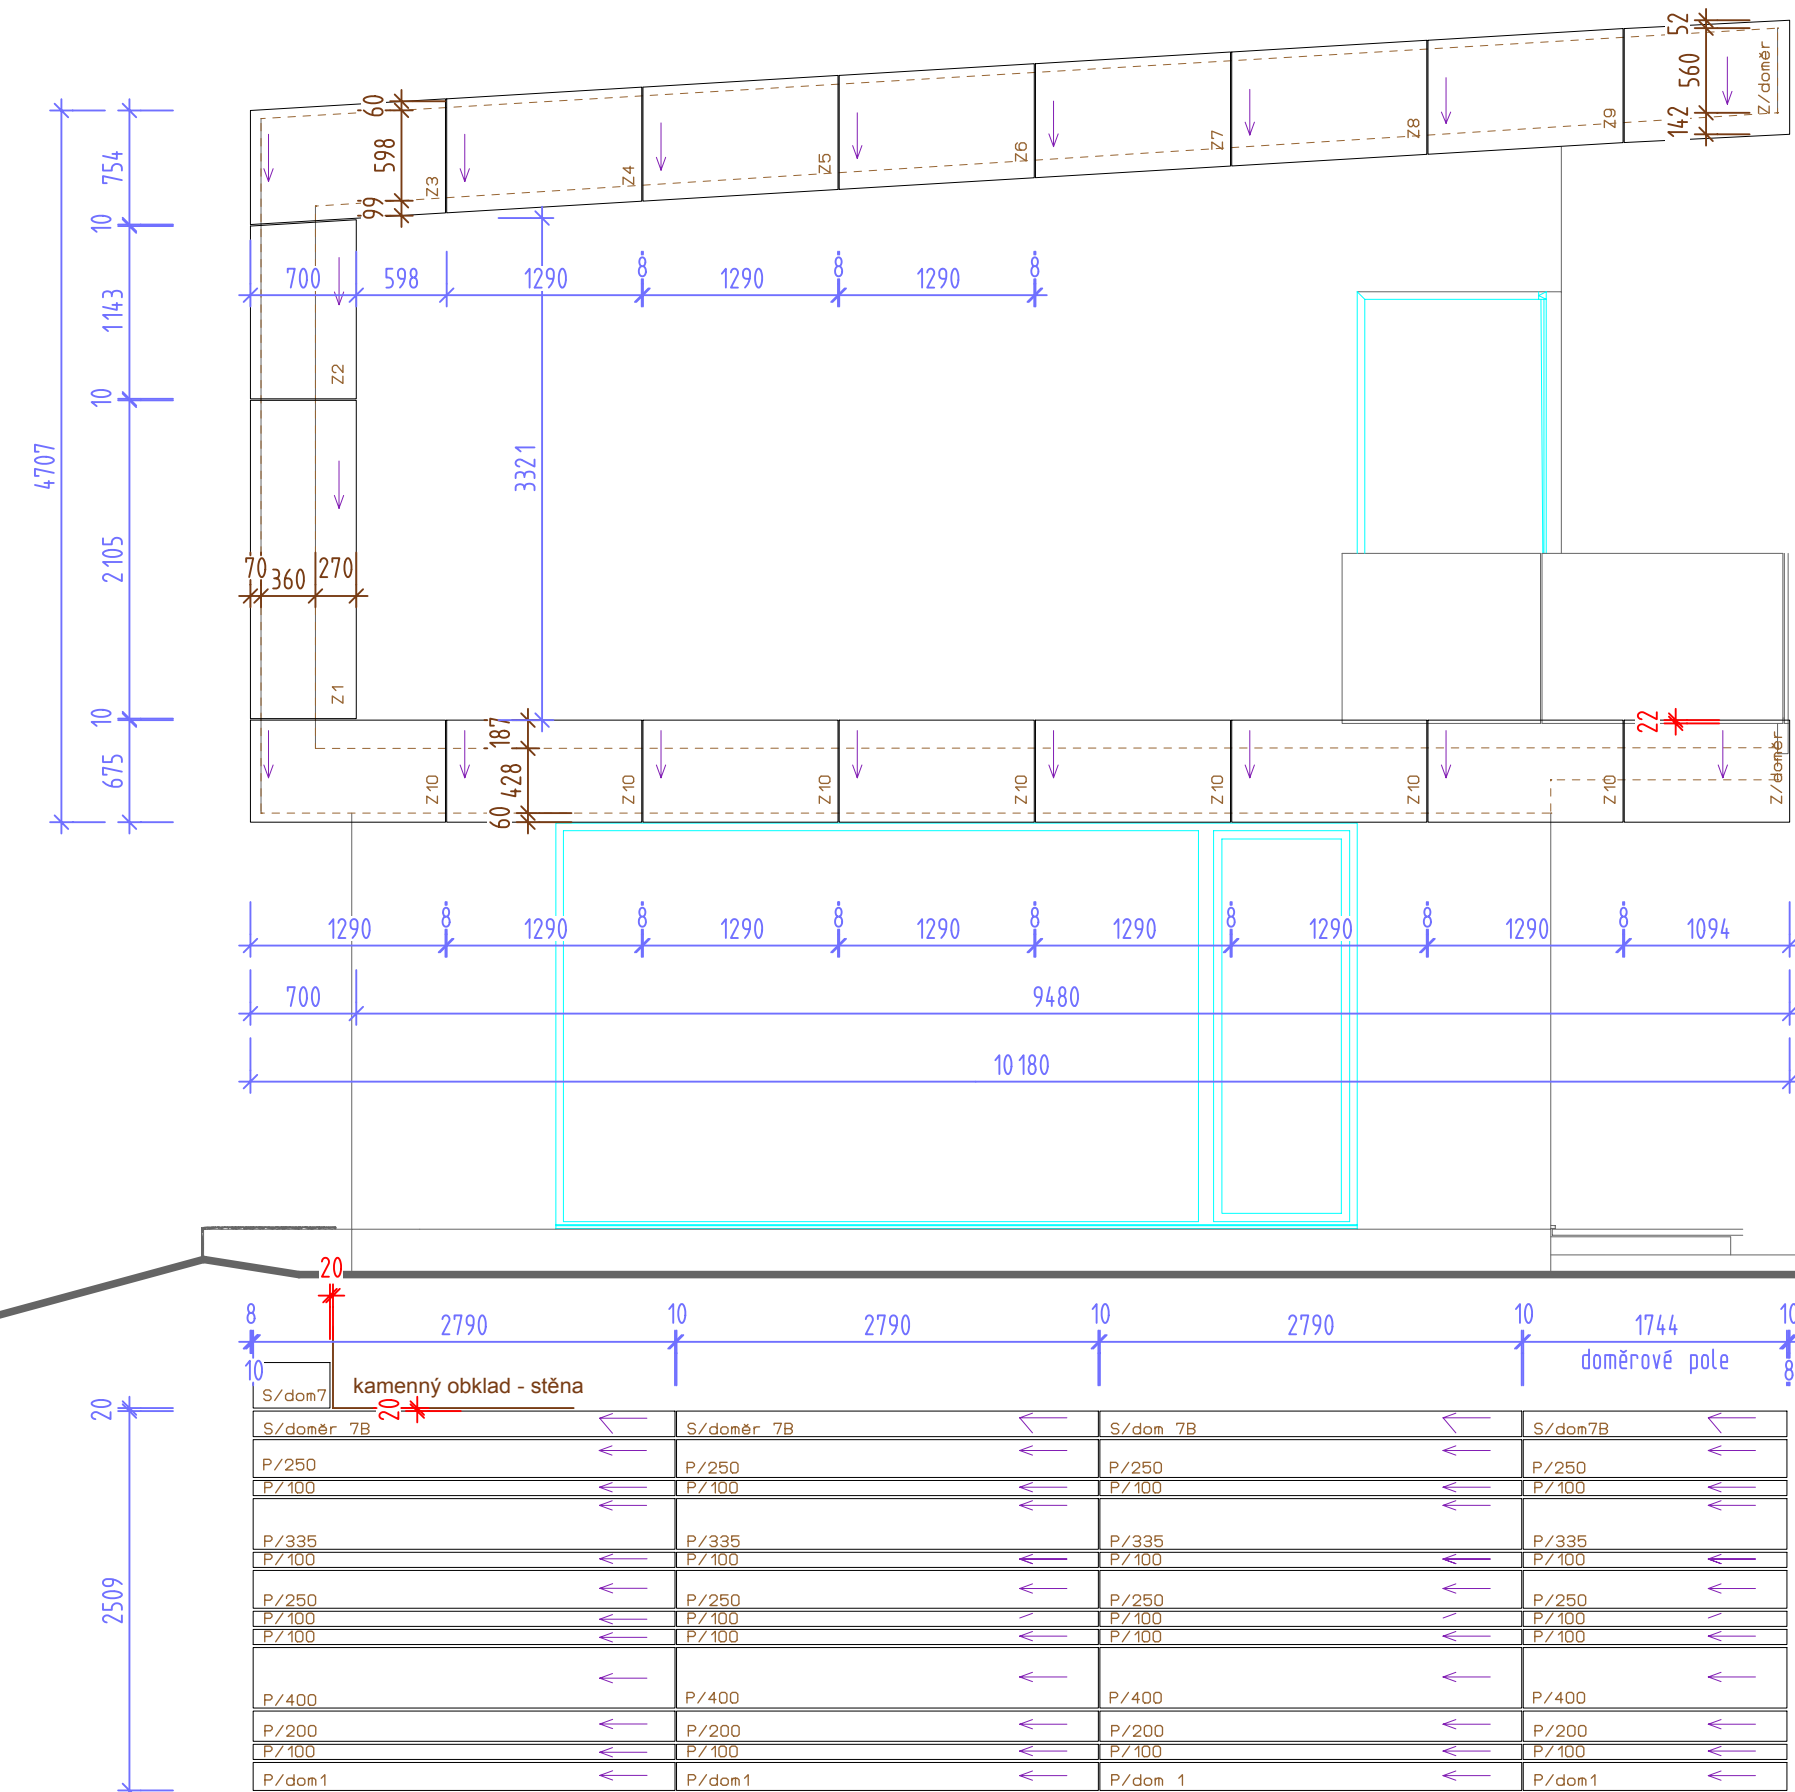 52
560
142
Z/doměr
60
598
99
Z3
Z4
Z5
Z6
Z7
Z8
Z9
4707
754
10
1143
10
2105
10
675
700
598
1290
8
1290
8
1290
8
Z2
3321
70
360
270
Z1
187
428
60
22
Z10
Z10
Z10
Z10
Z10
Z10
Z10
Z/doměr
1290
8
1290
8
1290
8
1290
8
1290
8
1290
8
1290
8
1094
700
9480
10 180
20
8
2790
10
2790
10
2790
10
1744
10
doměrové pole
10
8
S/dom7
kamenný obklad - stěna
20
20
2509
S/doměr 7B
S/doměr 7B
S/dom 7B
S/dom7B
P/250
P/250
P/250
P/250
P/100
P/100
P/100
P/100
P/335
P/335
P/335
P/335
P/100
P/100
P/100
P/100
P/250
P/250
P/250
P/250
P/100
P/100
P/100
P/100
P/100
P/100
P/100
P/100
P/400
P/400
P/400
P/400
P/200
P/200
P/200
P/200
P/100
P/100
P/100
P/100
P/dom1
P/dom1
P/dom 1
P/dom1